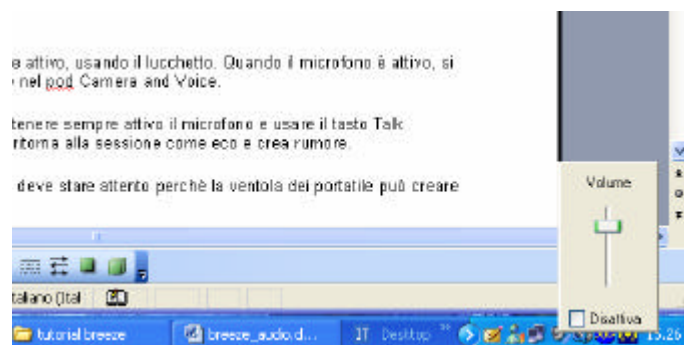 e attivo, usando il lucchetto. Quando il microfono è attivo, si
nel pod Camera and Voice.
tenere sempre attivo il microfono e usare il tasto Talk
ritorna alla sessione come eco e crea rumore.
deve stare attento perchè la ventola dei portatile può creare
Volume
Disattiva
taliano (Ital
tutorial breeze
breeze_audio.d...
IT
Desktop
15.26